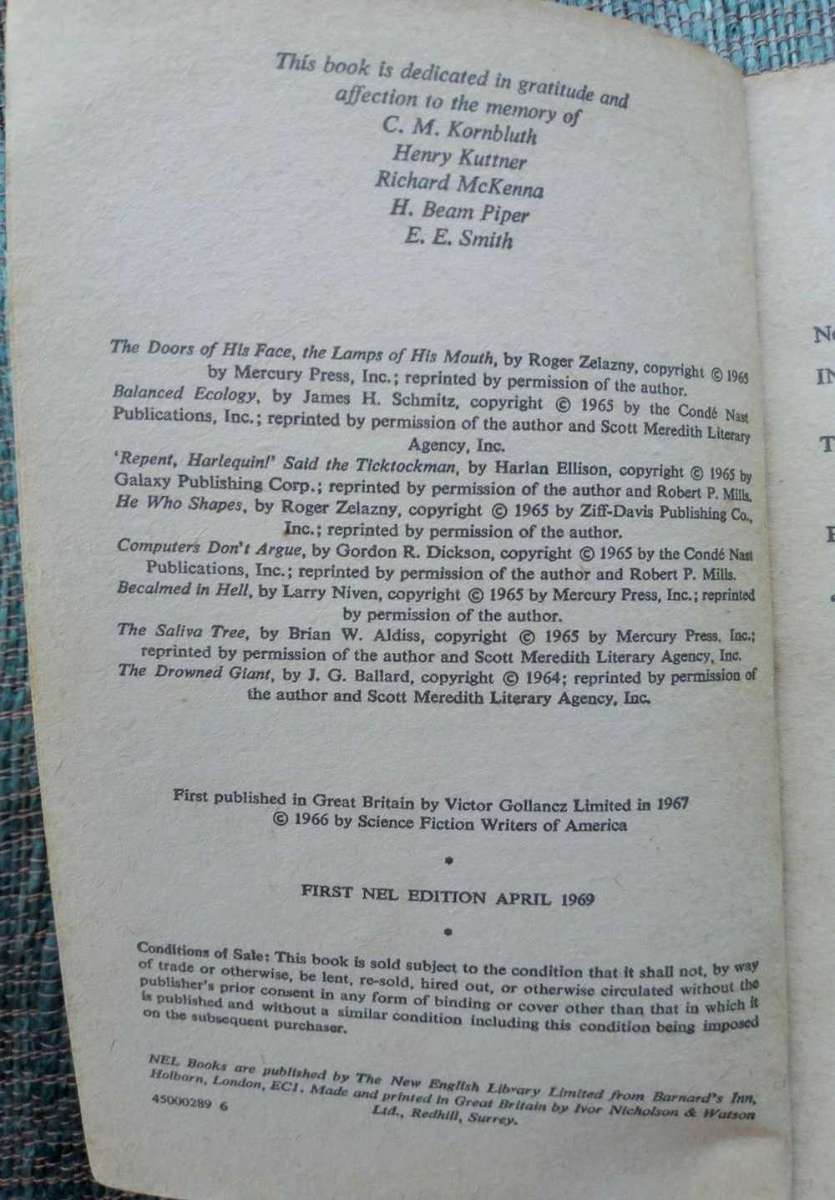 This book is dedicated in gratitude and
affection to the memory of
C. M. Kornbluth
Henry Kuttner
Richard McKenna
H. Beam Piper
E. E. Smith
The Doors of His Face, the Lamps of His Mouth, by Roger Zelazny, copyright © 1965
by Mercury Press, Inc.; reprinted by permission of the author.
Balanced Ecology, by James H. Schmitz, copyright © 1965 by the Condé Nast
Publications, Inc.; reprinted by permission of the author and Scott Meredith Literary
Agency, Inc.
'Repent, Harlequin!' Said the Ticktockman, by Harlan Ellison, copyright © 1965 by
Galaxy Publishing Corp.; reprinted by permission of the author and Robert P. Mills.
He Who Shapes, by Roger Zelazny, copyright © 1965 by Ziff-Davis Publishing Co.,
Inc.; reprinted by permission of the author.
Computers Don't Argue, by Gordon R. Dickson, copyright © 1965 by the Condé Nast
Publications, Inc.; reprinted by permission of the author and Robert P. Mills.
Becalmed in Hell, by Larry Niven, copyright © 1965 by Mercury Press, Inc.; reprinted
by permission of the author.
The Saliva Tree, by Brian W. Aldiss, copyright © 1965 by Mercury Press, Inc.;
reprinted by permission of the author and Scott Meredith Literary Agency, Inc.
The Drowned Giant, by J. G. Ballard, copyright © 1964; reprinted by permission of
the author and Scott Meredith Literary Agency, Inc.
First published in Great Britain by Victor Gollancz Limited in 1967
© 1966 by Science Fiction Writers of America
•
FIRST NEL EDITION APRIL 1969
•
Conditions of Sale: This book is sold subject to the condition that it shall not, by way
of trade or otherwise, be lent, re-sold, hired out, or otherwise circulated without the
publisher's prior consent in any form of binding or cover other than that in which it
is published and without a similar condition including this condition being imposed
on the subsequent purchaser.
NEL Books are published by The New English Library Limited from Barnard's Inn,
Holborn, London, EC1. Made and printed in Great Britain by Ivor Nicholson & Watson
Ltd., Redhill, Surrey.
45000289 6